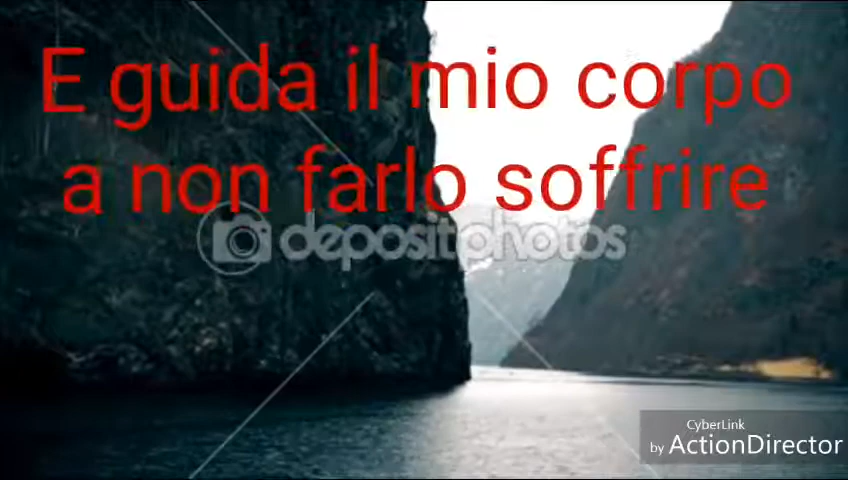 E guida il mio corpo
a non farlo soffrire
depositphotos
CyberLink
by ActionDirector